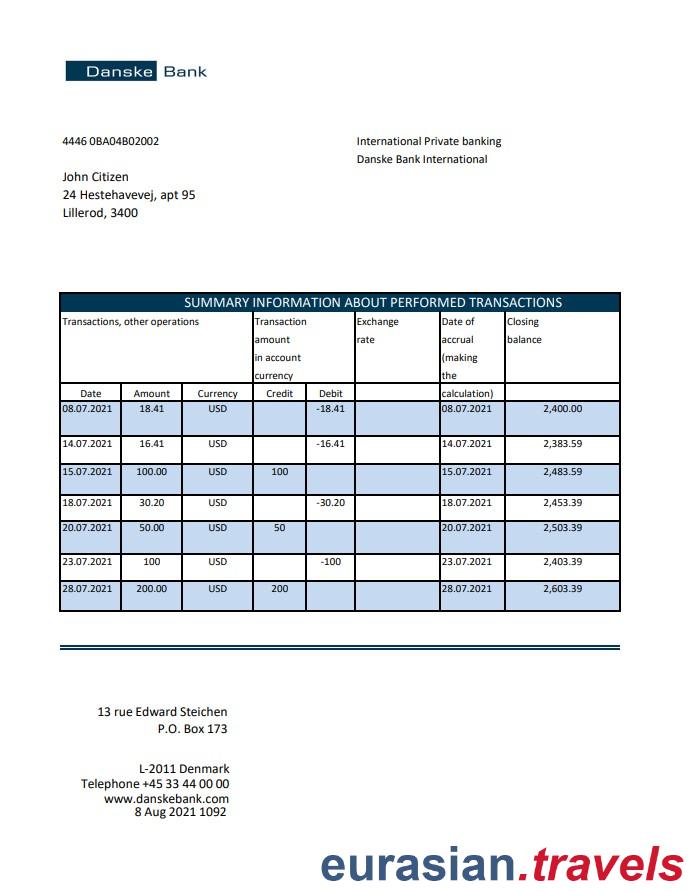 Danske Bank
4446 0BA04B02002
International Private banking
Danske Bank International
John Citizen
24 Hestehavevej, apt 95
Lillerod, 3400
SUMMARY INFORMATION ABOUT PERFORMED TRANSACTIONS
Transactions, other operations
Transaction
amount
in account
currency
Exchange
rate
Date of
accrual
(making
the
calculation)
Closing
balance
Date Amount Currency Credit Debit
08.07.2021 18.41 USD -18.41 08.07.2021 2,400.00
14.07.2021 16.41 USD -16.41 14.07.2021 2,383.59
15.07.2021 100.00 USD 100 15.07.2021 2,483.59
18.07.2021 30.20 USD -30.20 18.07.2021 2,453.39
20.07.2021 50.00 USD 50 20.07.2021 2,503.39
23.07.2021 100 USD -100 23.07.2021 2,403.39
28.07.2021 200.00 USD 200 28.07.2021 2,603.39
13 rue Edward Steichen
P.O. Box 173
L-2011 Denmark
Telephone +45 33 44 00 00
www.danskebank.com
8 Aug 2021 1092
eurasian.travels